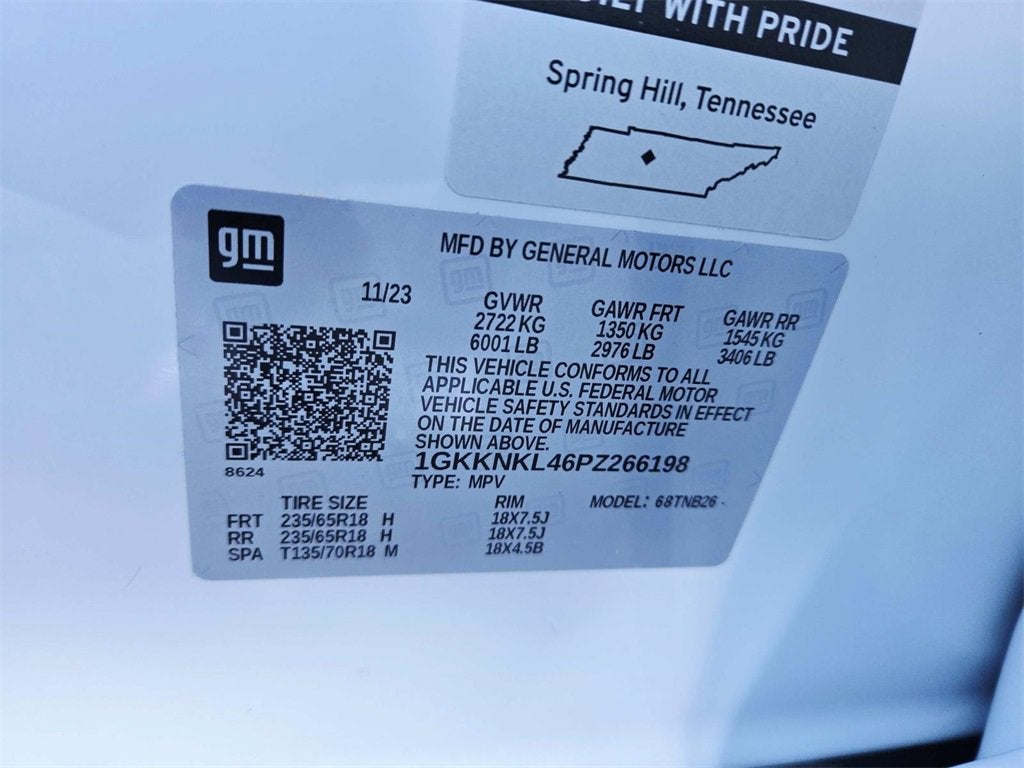 BUILT WITH PRIDE
Spring Hill, Tennessee
gm
MFD BY GENERAL MOTORS LLC
11/23
GVWR GAWR FRT GAWR RR
2722 KG 1350 KG 1545 KG
6001 LB 2976 LB 3406 LB
THIS VEHICLE CONFORMS TO ALL
APPLICABLE U.S. FEDERAL MOTOR
VEHICLE SAFETY STANDARDS IN EFFECT
ON THE DATE OF MANUFACTURE
SHOWN ABOVE.
1GKKNKL46PZ266198
8624
TYPE: MPV
TIRE SIZE RIM MODEL: 68TNB26
FRT 235/65R18 H 18X7.5J
RR 235/65R18 H 18X7.5J
SPA T135/70R18 M 18X4.5B